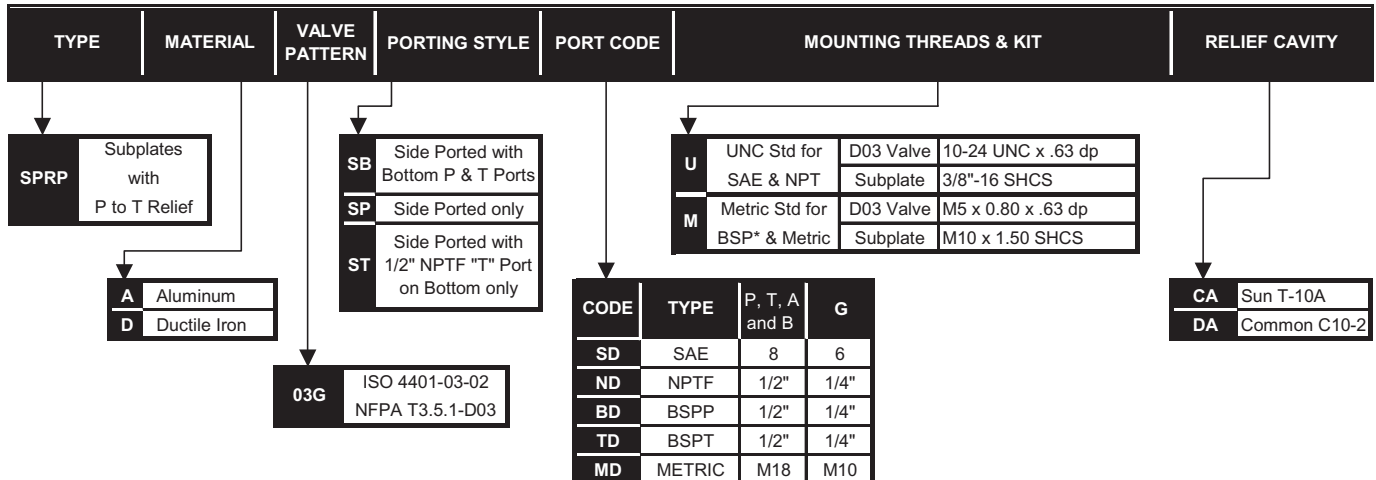 TYPE
MATERIAL
VALVE
PATTERN
PORTING STYLE
PORT CODE
MOUNTING THREADS & KIT
RELIEF CAVITY
SPRP
Subplates
with
P to T Relief
A Aluminum
D Ductile Iron
03G
ISO 4401-03-02
NFPA T3.5.1-D03
SB
Side Ported with
Bottom P & T Ports
SP Side Ported only
ST
Side Ported with
1/2" NPTF "T" Port
on Bottom only
CODE TYPE P, T, A
and B
G
SD SAE 8 6
ND NPTF 1/2" 1/4"
BD BSPP 1/2" 1/4"
TD BSPT 1/2" 1/4"
MD METRIC M18 M10
U
UNC Std for D03 Valve 10-24 UNC x .63 dp
SAE & NPT Subplate 3/8"-16 SHCS
M
Metric Std for D03 Valve M5 x 0.80 x .63 dp
BSP* & Metric Subplate M10 x 1.50 SHCS
CA Sun T-10A
DA Common C10-2